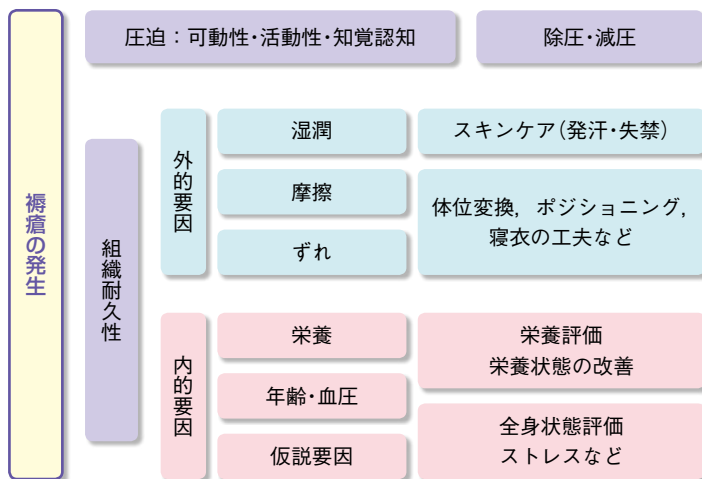 圧迫：可動性・活動性・知覚認知
除圧・減圧
褥瘡の発生
組織耐久性
外的要因
湿潤
スキンケア（発汗・失禁）
摩擦
ずれ
体位変換，ポジショニング，
寝衣の工夫など
内的要因
栄養
栄養評価
栄養状態の改善
年齢・血圧
仮説要因
全身状態評価
ストレスなど